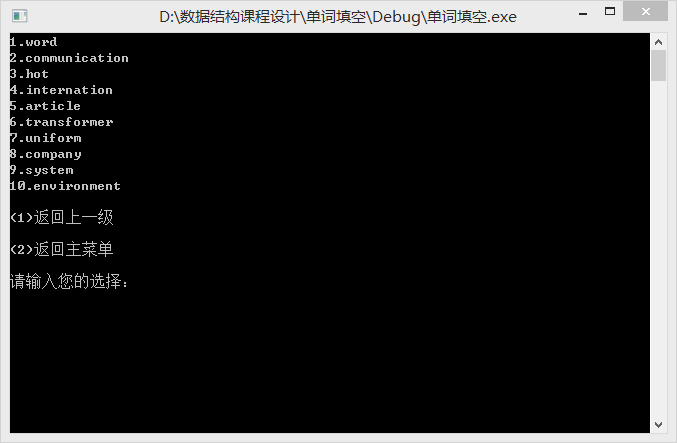 D:\数据结构课程设计\单词填空\Debug\单词填空.exe
1.word
2.communication
3.hot
4.internation
5.article
6.transformer
7.uniform
8.company
9.system
10.environment
(1)返回上一级
(2)返回主菜单
请输入您的选择: